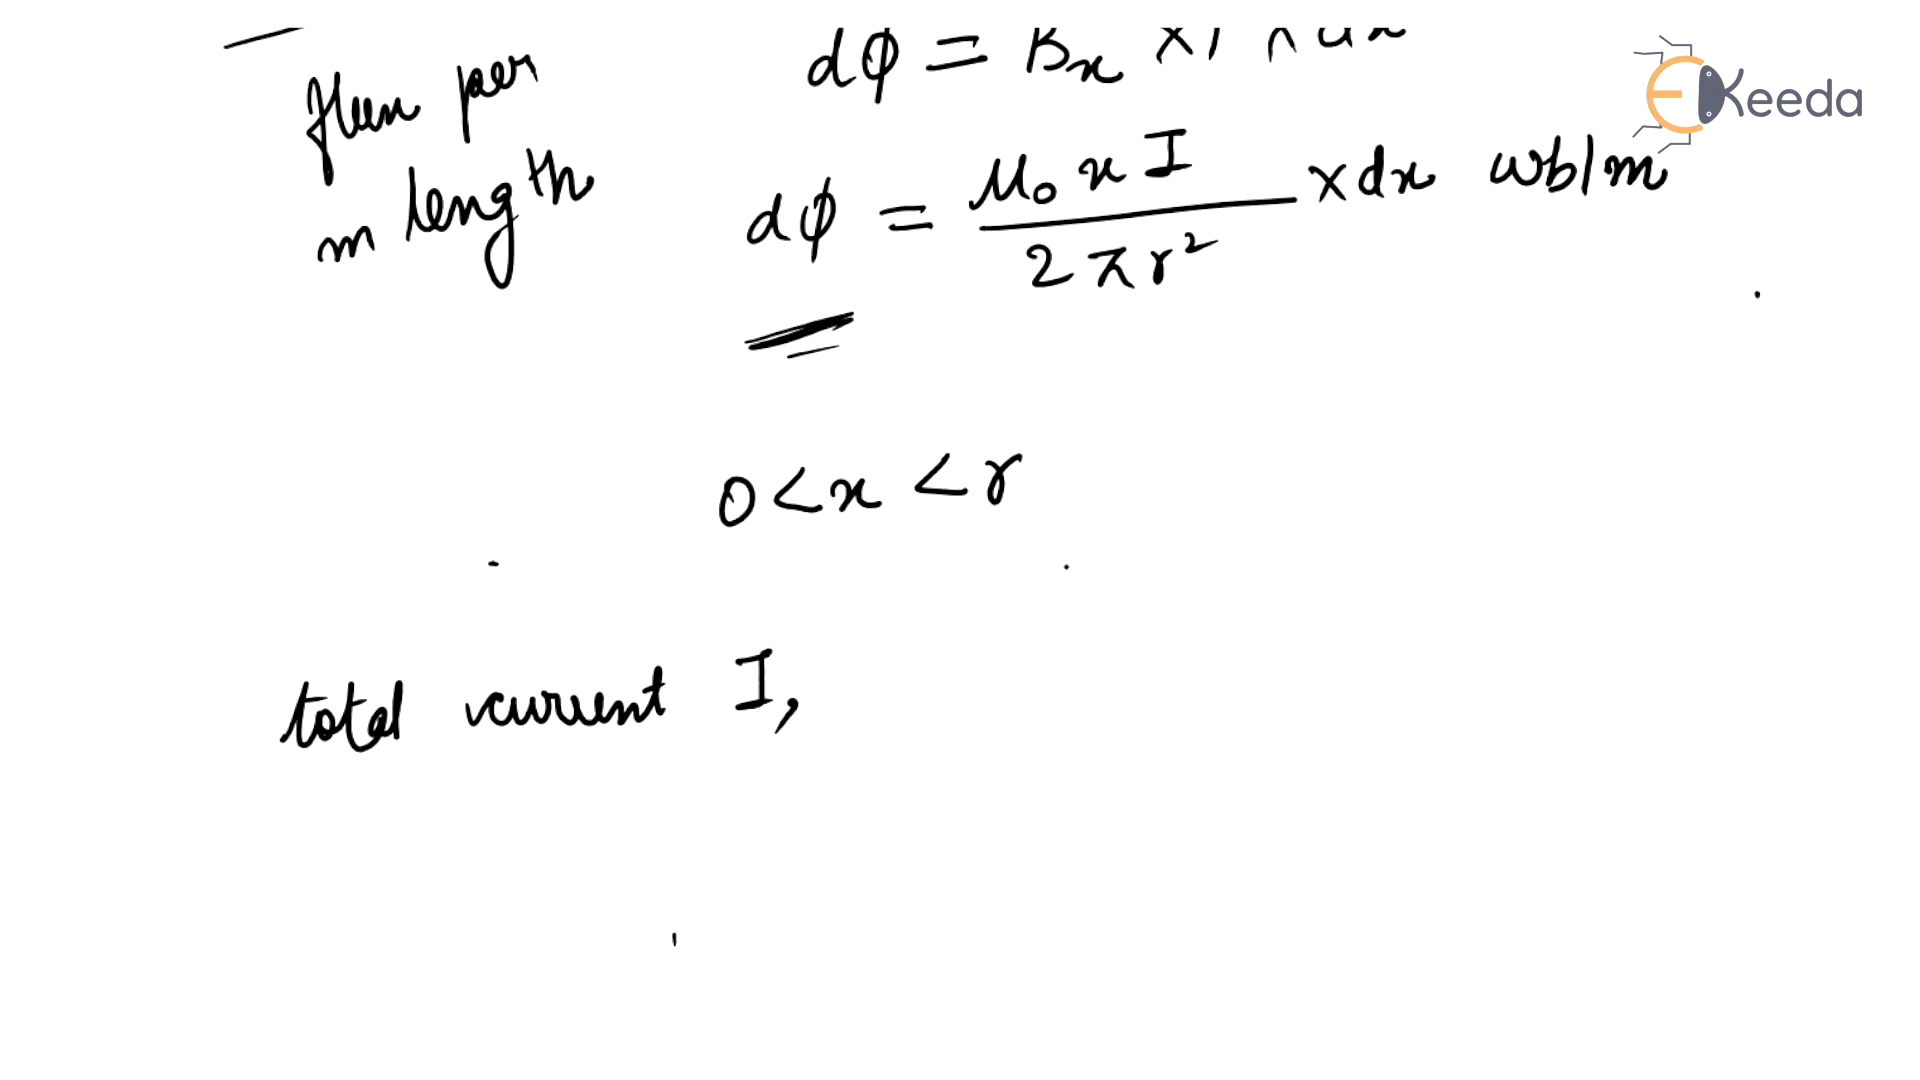 flux per
m length
dφ = Bx × 1 × dx
dφ = μ₀ x I / 2πr² × dx wb/m
EKeeda
0 < x < r
total current I,